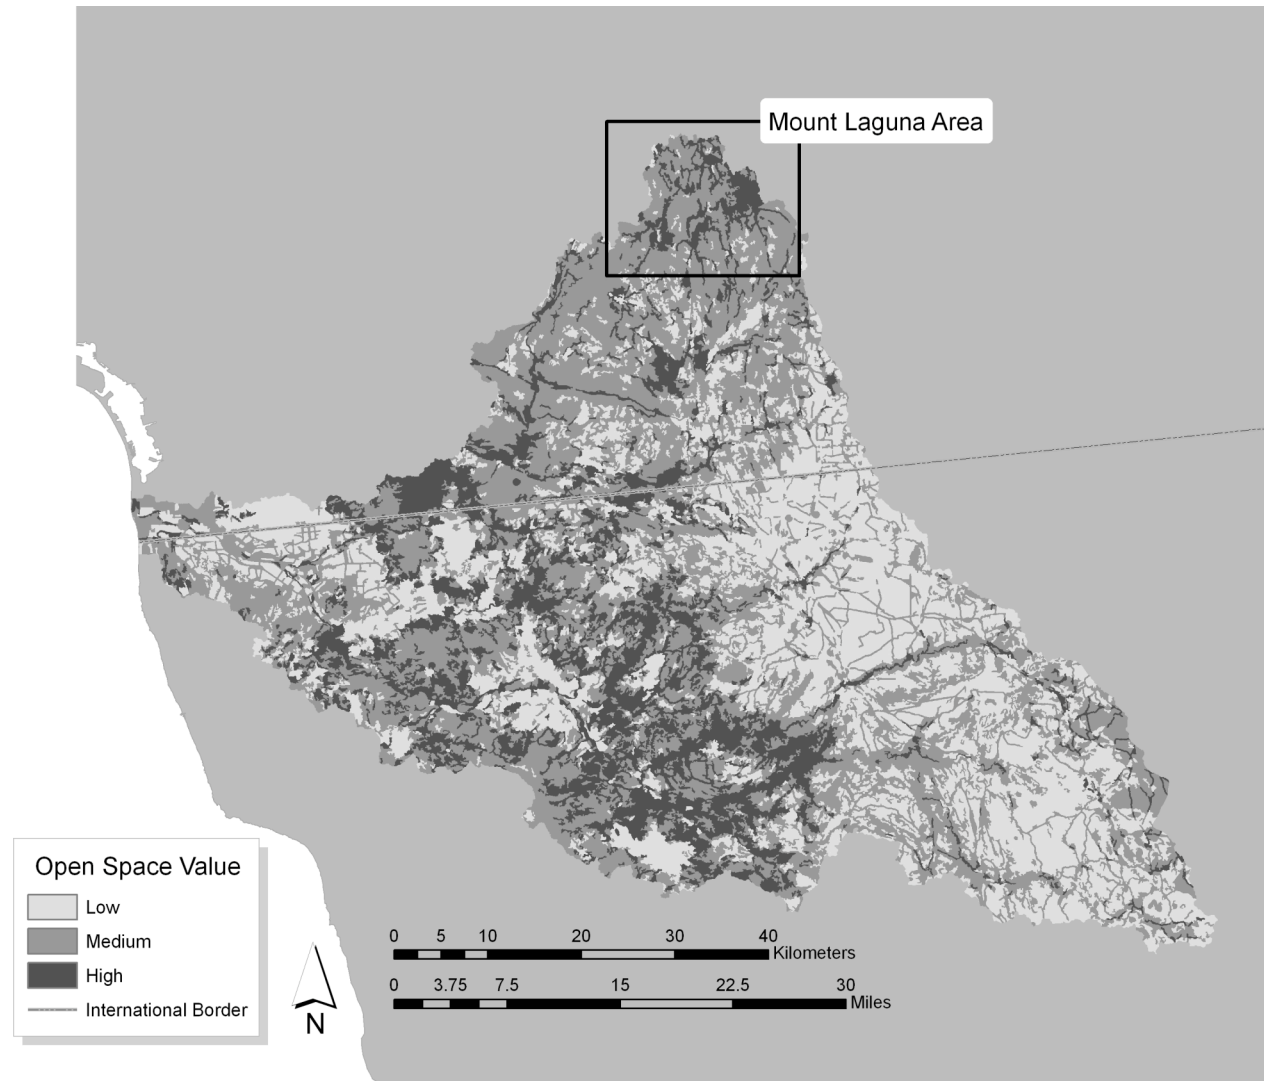 Mount Laguna Area
Open Space Value
Low
Medium
High
International Border
N
0 5 10 20 30 40
Kilometers
0 3.75 7.5 15 22.5 30
Miles